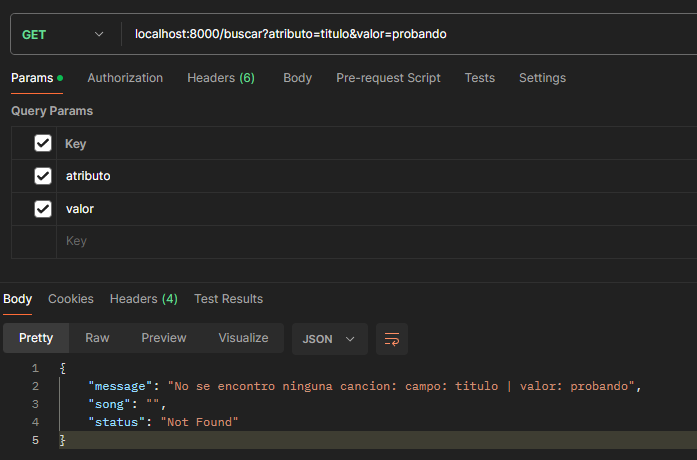 GET localhost:8000/buscar?atributo=titulo&valor=probando
Params Authorization Headers (6) Body Pre-request Script Tests Settings
Query Params
Key
atributo
valor
Key
Body Cookies Headers (4) Test Results
Pretty Raw Preview Visualize JSON
1 {
2 "message": "No se encontro ninguna cancion: campo: titulo | valor: probando",
3 "song": "",
4 "status": "Not Found"
5 }